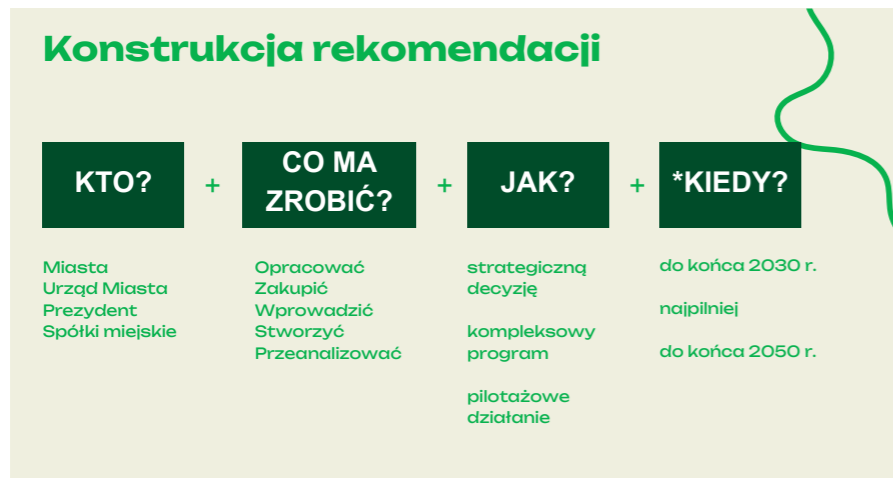 Konstrukcja rekomendacji
KTO?
+
CO MA
ZROBIĆ?
+
JAK?
+
*KIEDY?
Miasta
Urząd Miasta
Prezydent
Spółki miejskie
Opracować
Zakupić
Wprowadzić
Stworzyć
Przeanalizować
strategiczną
decyzję
kompleksowy
program
pilotażowe
działanie
do końca 2030 r.
najpilniej
do końca 2050 r.